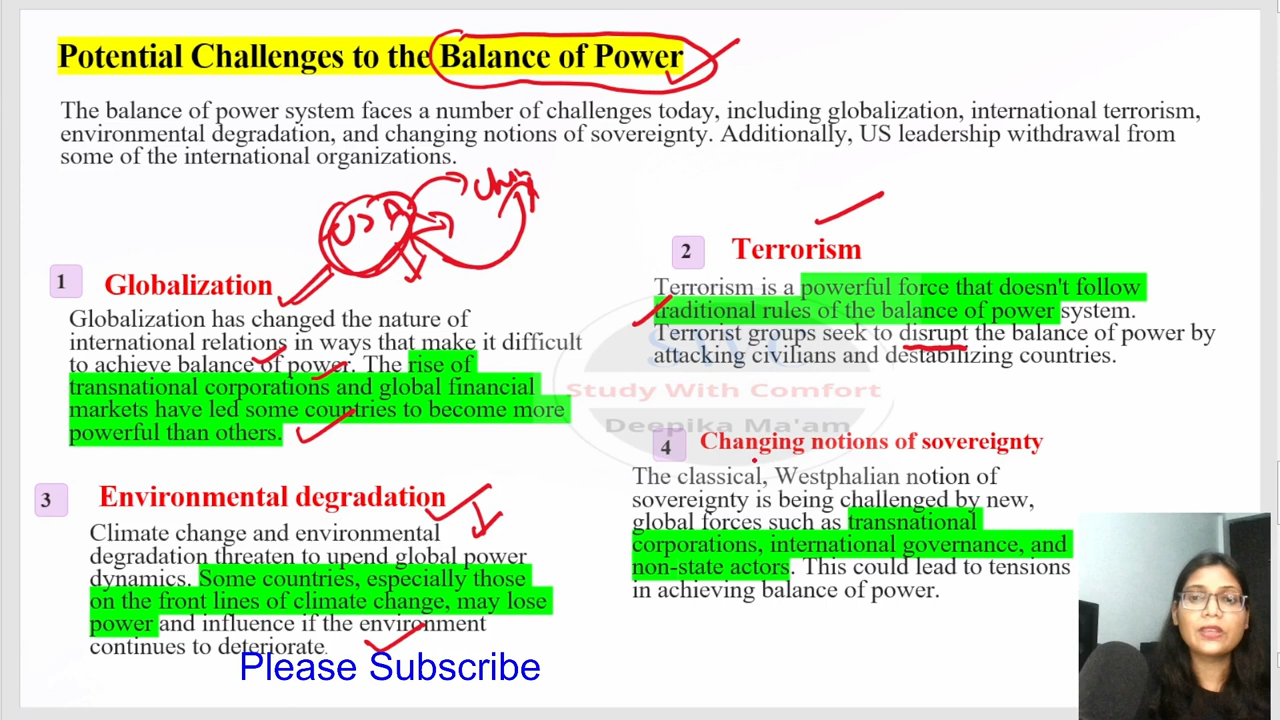 Potential Challenges to the Balance of Power
The balance of power system faces a number of challenges today, including globalization, international terrorism,
environmental degradation, and changing notions of sovereignty. Additionally, US leadership withdrawal from
some of the international organizations.
USA
China
1
Globalization
Globalization has changed the nature of
international relations in ways that make it difficult
to achieve balance of power. The rise of
transnational corporations and global financial
markets have led some countries to become more
powerful than others.
2
Terrorism
Terrorism is a powerful force that doesn't follow
traditional rules of the balance of power system.
Terrorist groups seek to disrupt the balance of power by
attacking civilians and destabilizing countries.
SWC
Study With Comfort
Deepika Ma'am
3
Environmental degradation
Climate change and environmental
degradation threaten to upend global power
dynamics. Some countries, especially those
on the front lines of climate change, may lose
power and influence if the environment
continues to deteriorate.
4
Changing notions of sovereignty
The classical, Westphalian notion of
sovereignty is being challenged by new,
global forces such as transnational
corporations, international governance, and
non-state actors. This could lead to tensions
in achieving balance of power.
Please Subscribe